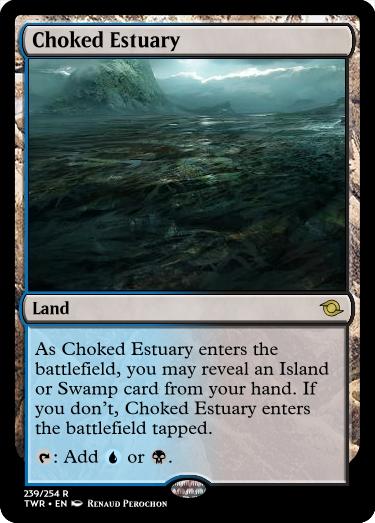 Choked Estuary
Land
As Choked Estuary enters the
battlefield, you may reveal an Island
or Swamp card from your hand. If
you don't, Choked Estuary enters
the battlefield tapped.
: Add or .
239/254 R
TWR • EN Renaud Perochon